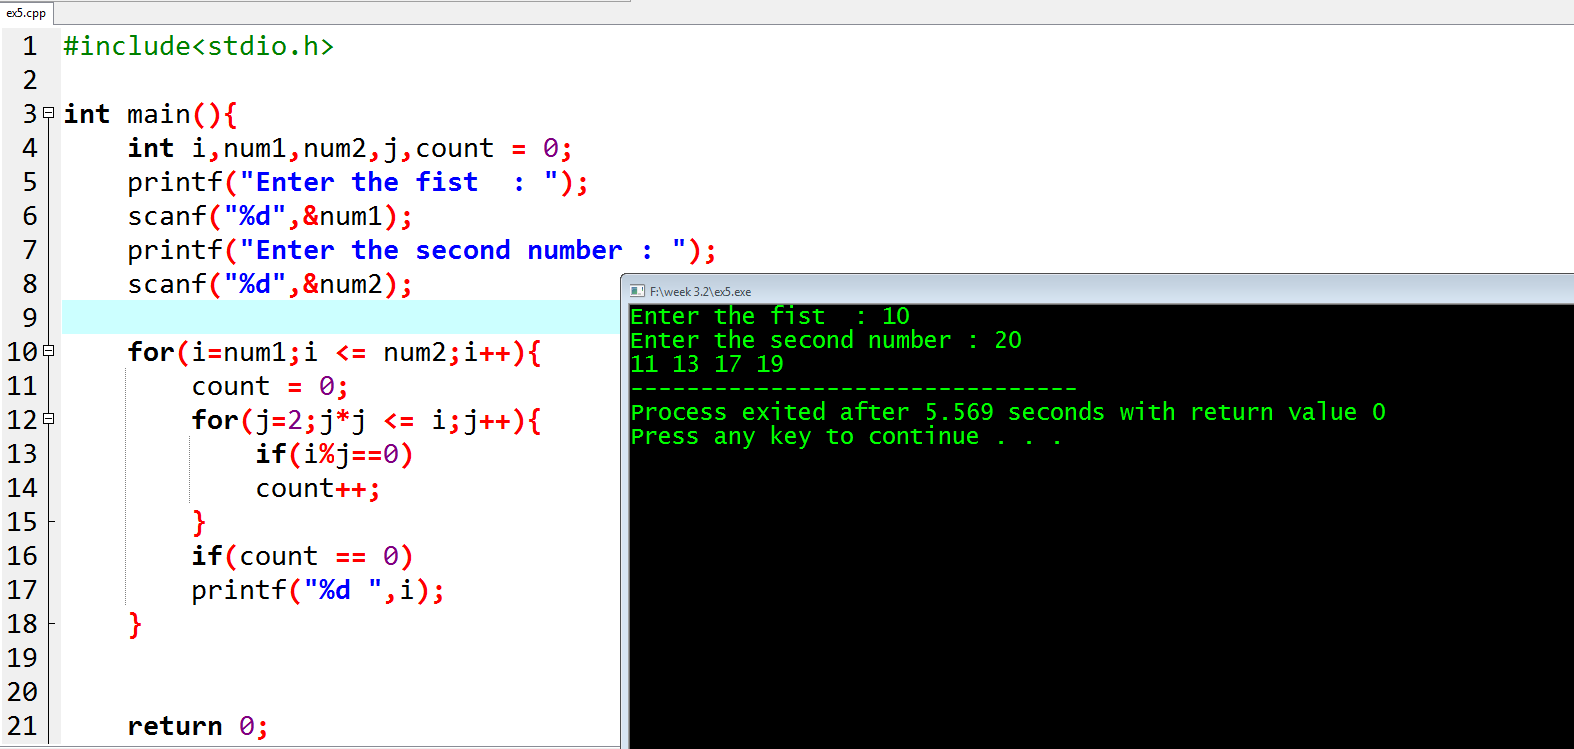 ex5.cpp
1 #include<stdio.h>
2
3 int main(){
4 int i,num1,num2,j,count = 0;
5 printf("Enter the fist  : ");
6 scanf("%d",&num1);
7 printf("Enter the second number : ");
8 scanf("%d",&num2);
9
10 for(i=num1;i <= num2;i++){
11 count = 0;
12 for(j=2;j*j <= i;j++){
13 if(i%j==0)
14 count++;
15 }
16 if(count == 0)
17 printf("%d ",i);
18 }
19
20
21 return 0;
F:\week 3.2\ex5.exe
Enter the fist  : 10
Enter the second number : 20
11 13 17 19
--------------------------------
Process exited after 5.569 seconds with return value 0
Press any key to continue . . .